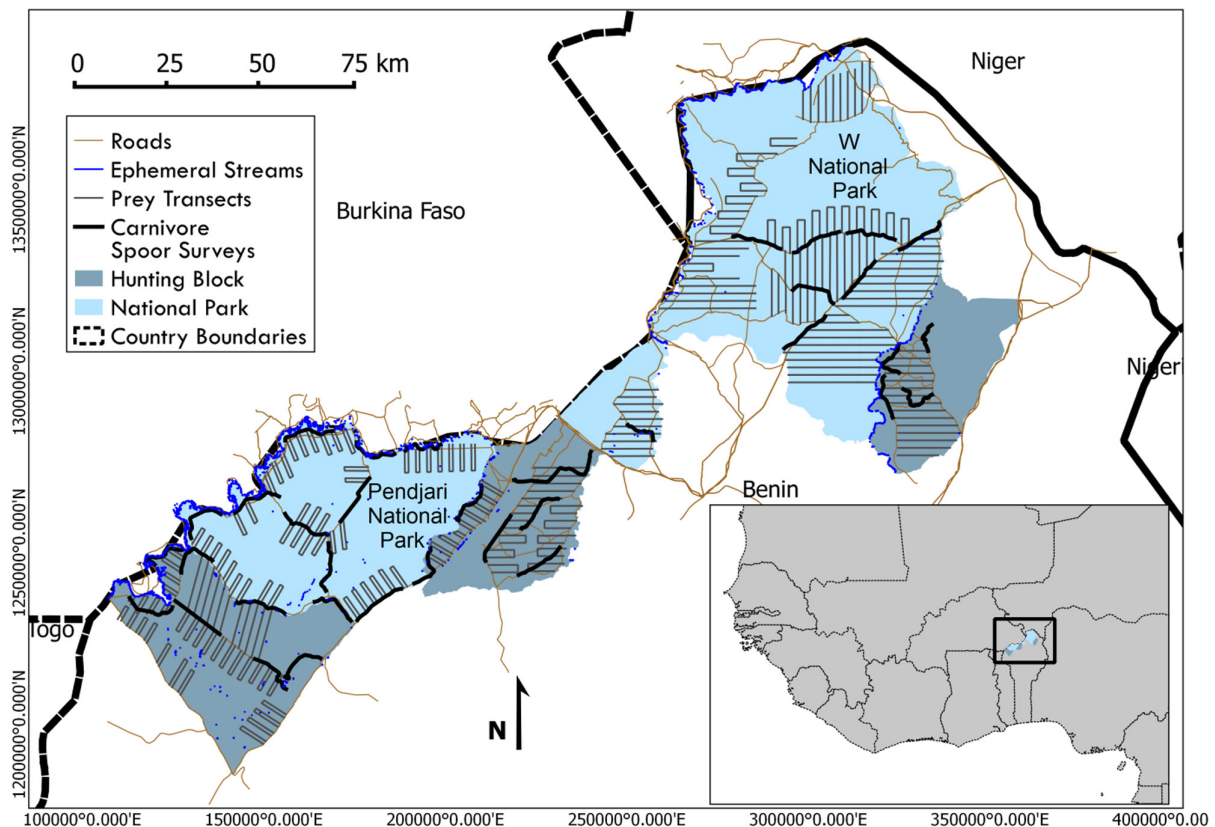 0 25 50 75 km
Roads
Ephemeral Streams
Prey Transects
Carnivore
Spoor Surveys
Hunting Block
National Park
Country Boundaries
Niger
W
National
Park
Burkina Faso
Nigeri
Benin
Pendjari
National
Park
Togo
N
1350000°0.000'N
1300000°0.000'N
1250000°0.000'N
1200000°0.000'N
100000°0.000'E 150000°0.000'E 200000°0.000'E 250000°0.000'E 300000°0.000'E 350000°0.000'E 400000°0.00